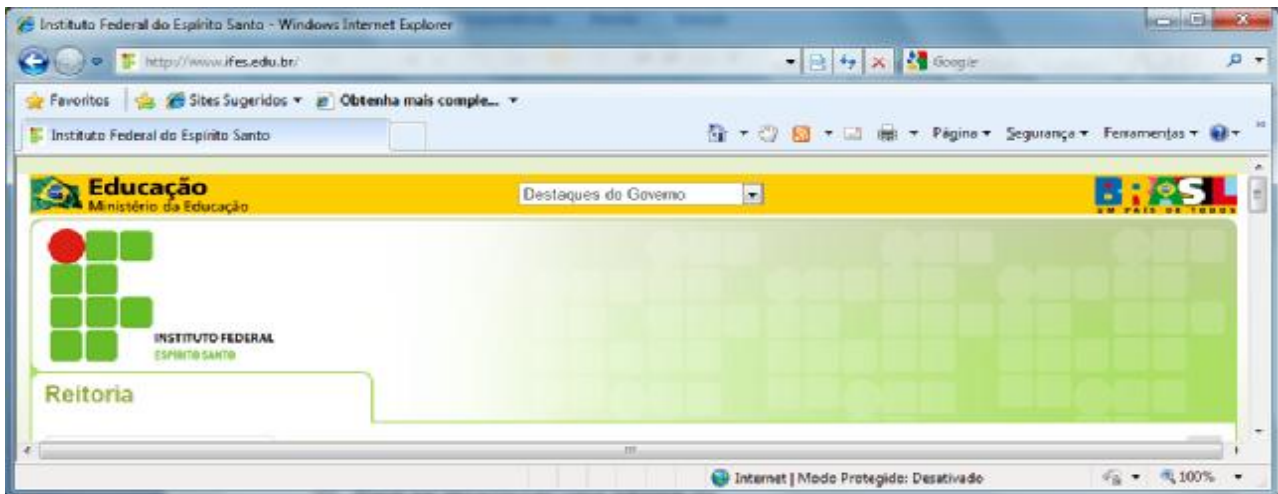 Instituto Federal do Espírito Santo - Windows Internet Explorer
http://www.ifes.edu.br/
Google
Favoritos Sites Sugeridos Obtenha mais comple...
Instituto Federal do Espírito Santo
Página Segurança Ferramentas
Educação
Ministério da Educação
Destaques do Governo
BRASIL
UM PAÍS DE TODOS
INSTITUTO FEDERAL
ESPÍRITO SANTO
Reitoria
Internet | Modo Protegido: Desativado
100%